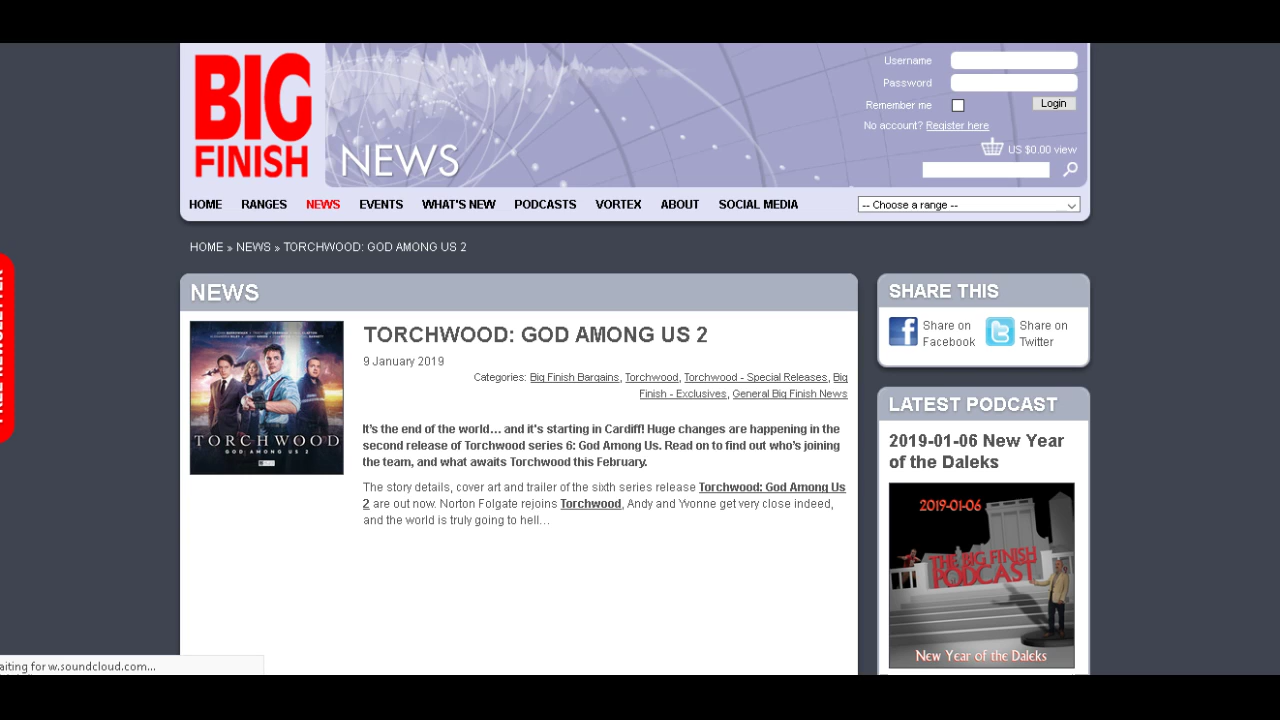 BIG
FINISH
NEWS
Username
Password
Remember me
Login
No account? Register here
US $0.00 view
HOME RANGES NEWS EVENTS WHAT'S NEW PODCASTS VORTEX ABOUT SOCIAL MEDIA
-- Choose a range --
HOME » NEWS » TORCHWOOD: GOD AMONG US 2
FREE NEWSLETTER
NEWS
TORCHWOOD
GOD AMONG US 2
TORCHWOOD: GOD AMONG US 2
9 January 2019
Categories: Big Finish Bargains, Torchwood, Torchwood - Special Releases, Big
Finish - Exclusives, General Big Finish News
It's the end of the world… and it's starting in Cardiff! Huge changes are happening in the
second release of Torchwood series 6: God Among Us. Read on to find out who's joining
the team, and what awaits Torchwood this February.
The story details, cover art and trailer of the sixth series release Torchwood: God Among Us
2 are out now. Norton Folgate rejoins Torchwood, Andy and Yvonne get very close indeed,
and the world is truly going to hell…
SHARE THIS
Share on
Facebook
Share on
Twitter
LATEST PODCAST
2019-01-06 New Year
of the Daleks
2019-01-06
THE BIG FINISH
PODCAST
New Year of the Daleks
aiting for w.soundcloud.com...